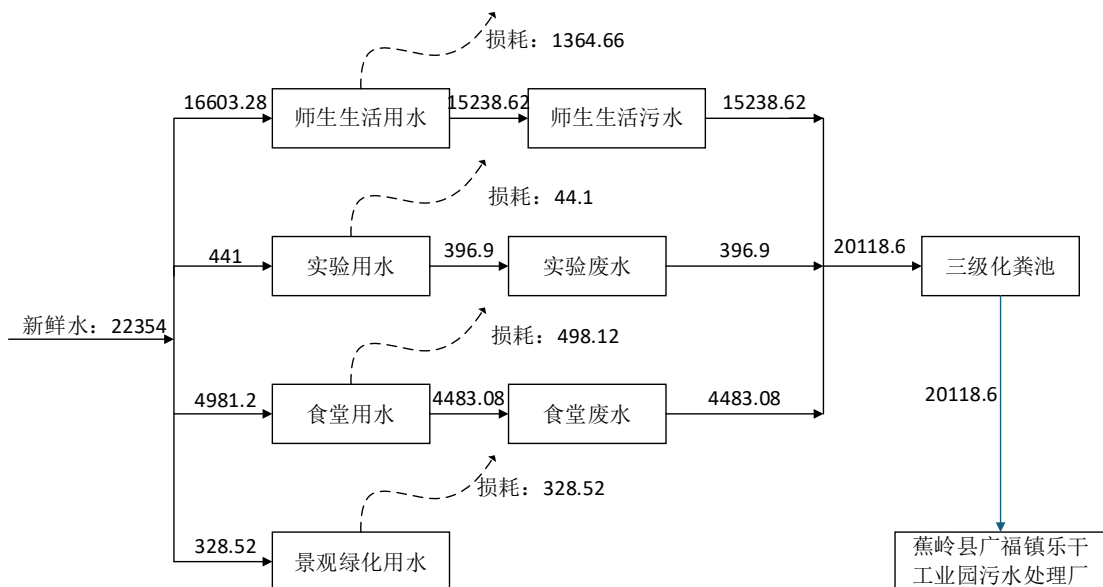 损耗：1364.66
16603.28
师生生活用水
15238.62
师生生活污水
15238.62
损耗：44.1
441
实验用水
396.9
实验废水
396.9
20118.6
三级化粪池
新鲜水：22354
损耗：498.12
4981.2
食堂用水
4483.08
食堂废水
4483.08
20118.6
损耗：328.52
328.52
景观绿化用水
蕉岭县广福镇乐干
工业园污水处理厂